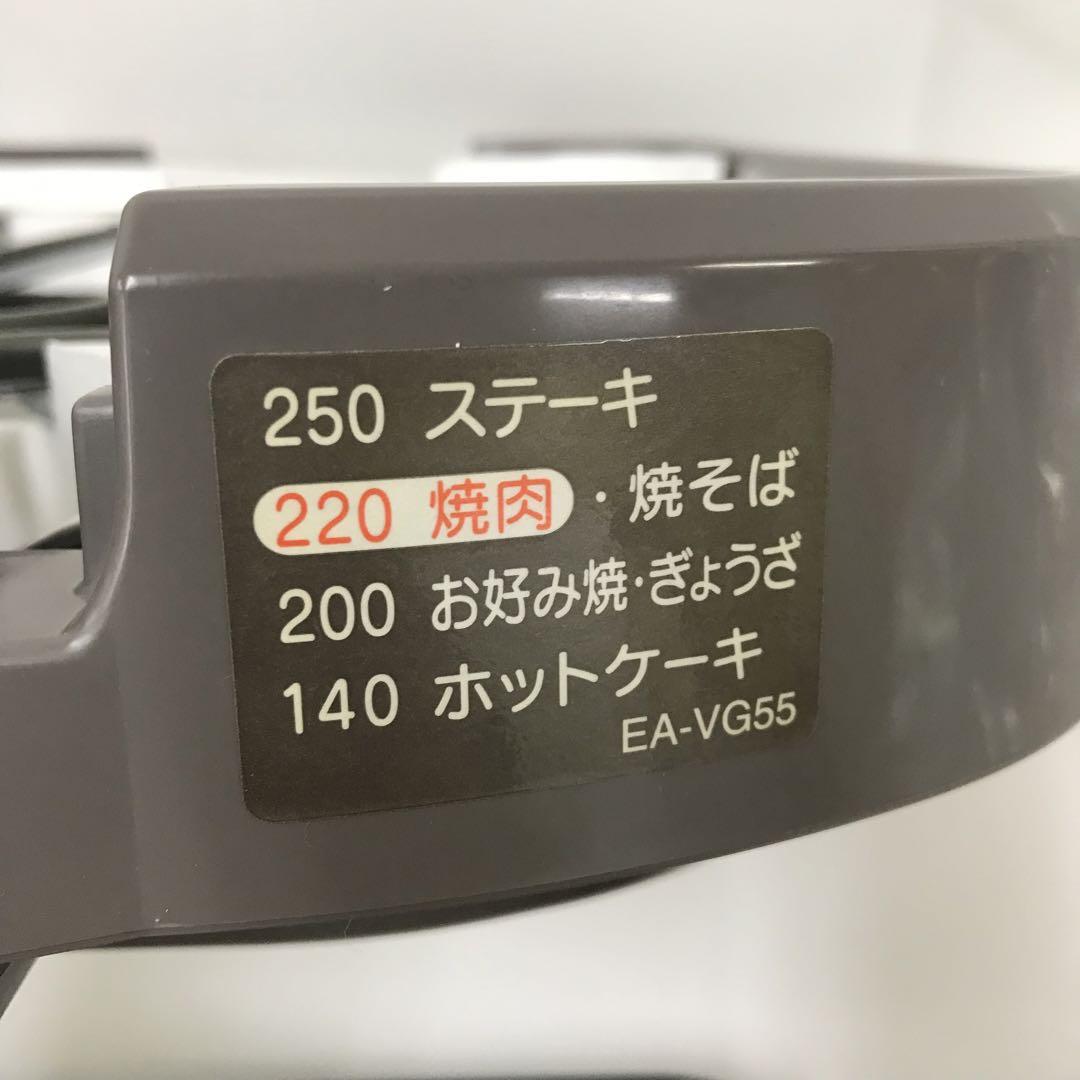 250 ステーキ
220 焼肉・焼そば
200 お好み焼・ぎょうざ
140 ホットケーキ
EA-VG55